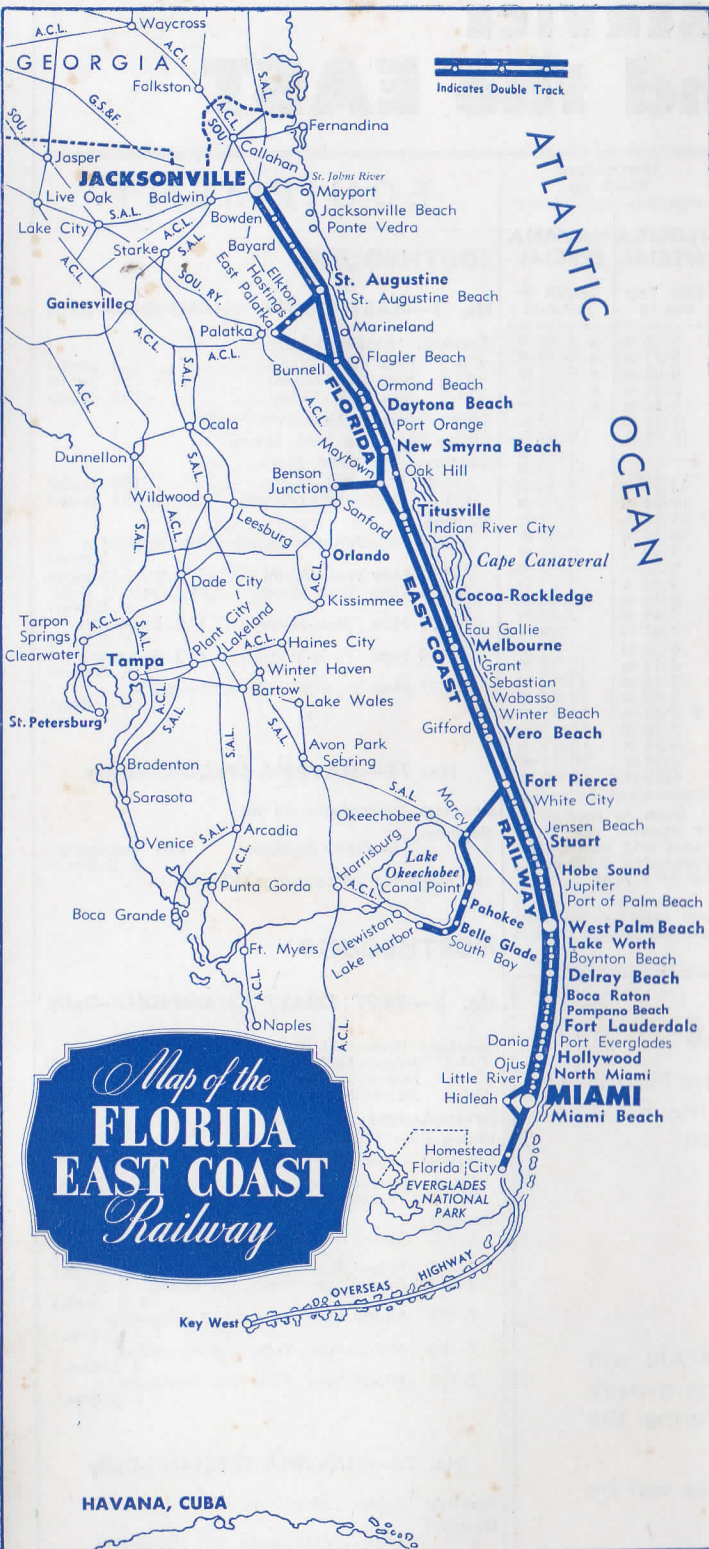 A.C.L.
Waycross
GEORGIA
A.C.L.
S.A.L.
Folkston
G.S.&F.
Indicates Double Track
SOU.
A.C.L.
SOU.
Fernandina
Callahan
Jasper
St. Johns River
JACKSONVILLE
Mayport
Live Oak
Baldwin
Jacksonville Beach
S.A.L.
Bowden
Lake City
Ponte Vedra
A.C.L.
S.A.L.
Starke
Bayard
A.C.L.
SOU. RY.
Elkton
Hastings
East Palatka
St. Augustine
St. Augustine Beach
Gainesville
Palatka
Marineland
A.C.L.
A.C.L.
S.A.L.
Flagler Beach
Bunnell
A.C.L.
Ormond Beach
A.C.L.
FLORIDA
Daytona Beach
Ocala
Port Orange
New Smyrna Beach
Dunnellon
S.A.L.
Maytown
Oak Hill
Benson
Junction
Wildwood
Sanford
Titusville
Leesburg
A.C.L.
Indian River City
S.A.L.
Orlando
Cape Canaveral
Dade City
A.C.L.
EAST COAST
Cocoa-Rockledge
Kissimmee
Tarpon
Springs
A.C.L.
S.A.L.
Plant City
Lakeland
Eau Gallie
A.C.L.
Haines City
Melbourne
Clearwater
Tampa
Grant
Winter Haven
Sebastian
Bartow
Wabasso
A.C.L.
Lake Wales
Winter Beach
St. Petersburg
S.A.L.
S.A.L.
S.A.L.
Gifford
Vero Beach
Avon Park
Sebring
Bradenton
Fort Pierce
S.A.L.
Sarasota
Marcy
White City
Okeechobee
Jensen Beach
Arcadia
S.A.L.
RAILWAY
Stuart
Venice
Harrisburg
Lake
Okeechobee
A.C.L.
Hobe Sound
Punta Gorda
A.C.L.
Canal Point
Jupiter
Port of Palm Beach
Boca Grande
Pahokee
Clewiston
West Palm Beach
Belle Glade
Lake Harbor
South Bay
Lake Worth
Ft. Myers
Boynton Beach
A.C.L.
Delray Beach
Boca Raton
Pompano Beach
Naples
Fort Lauderdale
A.C.L.
Dania
Port Everglades
Hollywood
Ojus
North Miami
Little River
Hialeah
MIAMI
Miami Beach
Map of the
FLORIDA
EAST COAST
Railway
Homestead
Florida City
EVERGLADES
NATIONAL
PARK
OVERSEAS HIGHWAY
Key West
HAVANA, CUBA
ATLANTIC
OCEAN